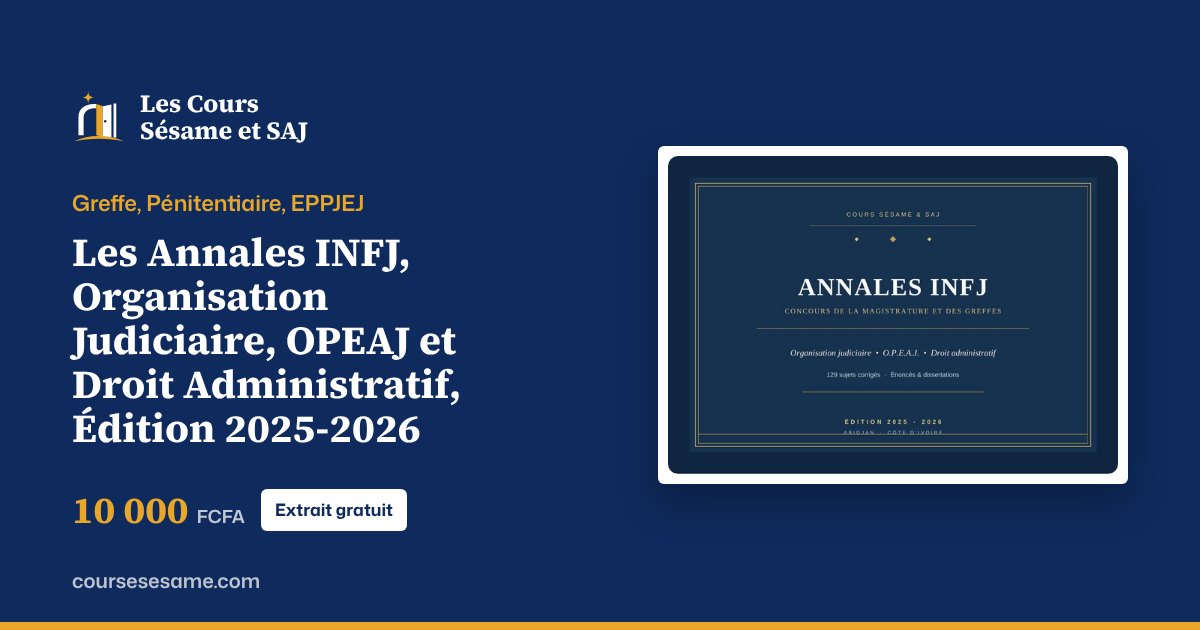 Les Cours
Sésame et SAJ
Greffe, Pénitentiaire, EPPJEJ
Les Annales INFJ,
Organisation
Judiciaire, OPEAJ et
Droit Administratif,
Édition 2025-2026
10 000 FCFA
Extrait gratuit
coursesesame.com
COURS SÉSAME & SAJ
ANNALES INFJ
CONCOURS DE LA MAGISTRATURE ET DES GREFFES
Organisation judiciaire • O.P.E.A.J. • Droit administratif
129 sujets corrigés · Énoncés & dissertations
ÉDITION 2025 - 2026
ABIDJAN · CÔTE D'IVOIRE